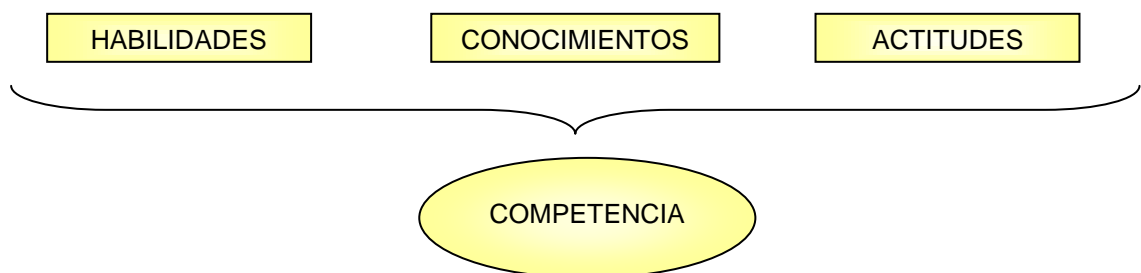 HABILIDADES
CONOCIMIENTOS
ACTITUDES
COMPETENCIA